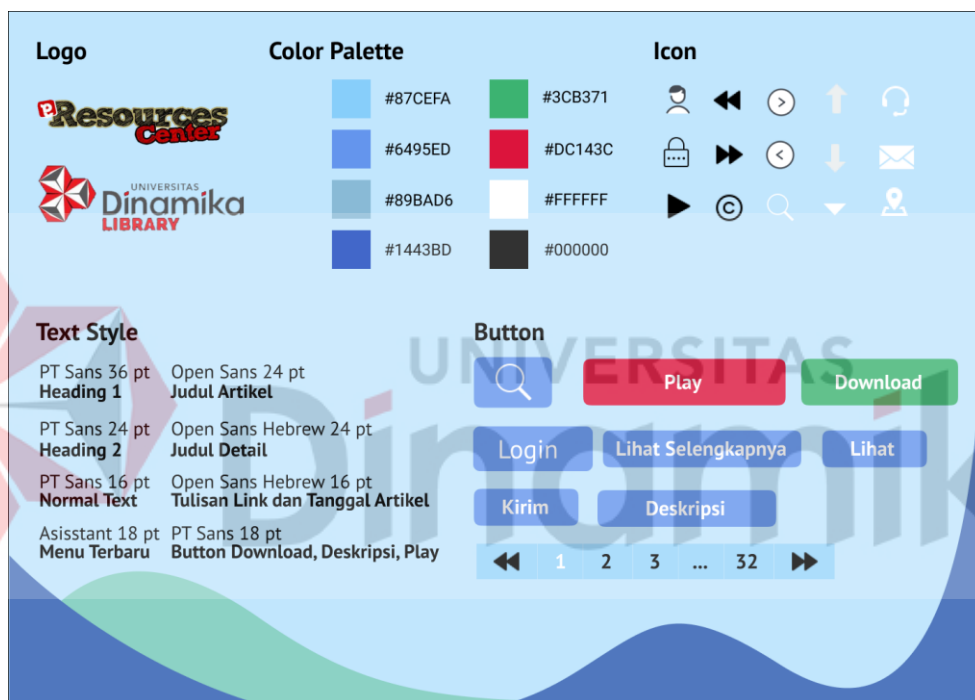 Logo
eResources
Center
UNIVERSITAS
Dinamika
LIBRARY
Color Palette
#87CEFA
#3CB371
#6495ED
#DC143C
#89BAD6
#FFFFFF
#1443BD
#000000
Icon
Text Style
PT Sans 36 pt
Heading 1
Open Sans 24 pt
Judul Artikel
PT Sans 24 pt
Heading 2
Open Sans Hebrew 24 pt
Judul Detail
PT Sans 16 pt
Normal Text
Open Sans Hebrew 16 pt
Tulisan Link dan Tanggal Artikel
Asisstant 18 pt
Menu Terbaru
PT Sans 18 pt
Button Download, Deskripsi, Play
Button
Play
Download
Login
Lihat Selengkapnya
Lihat
Kirim
Deskripsi
1 2 3 ... 32
UNIVERSITAS
Dinamik